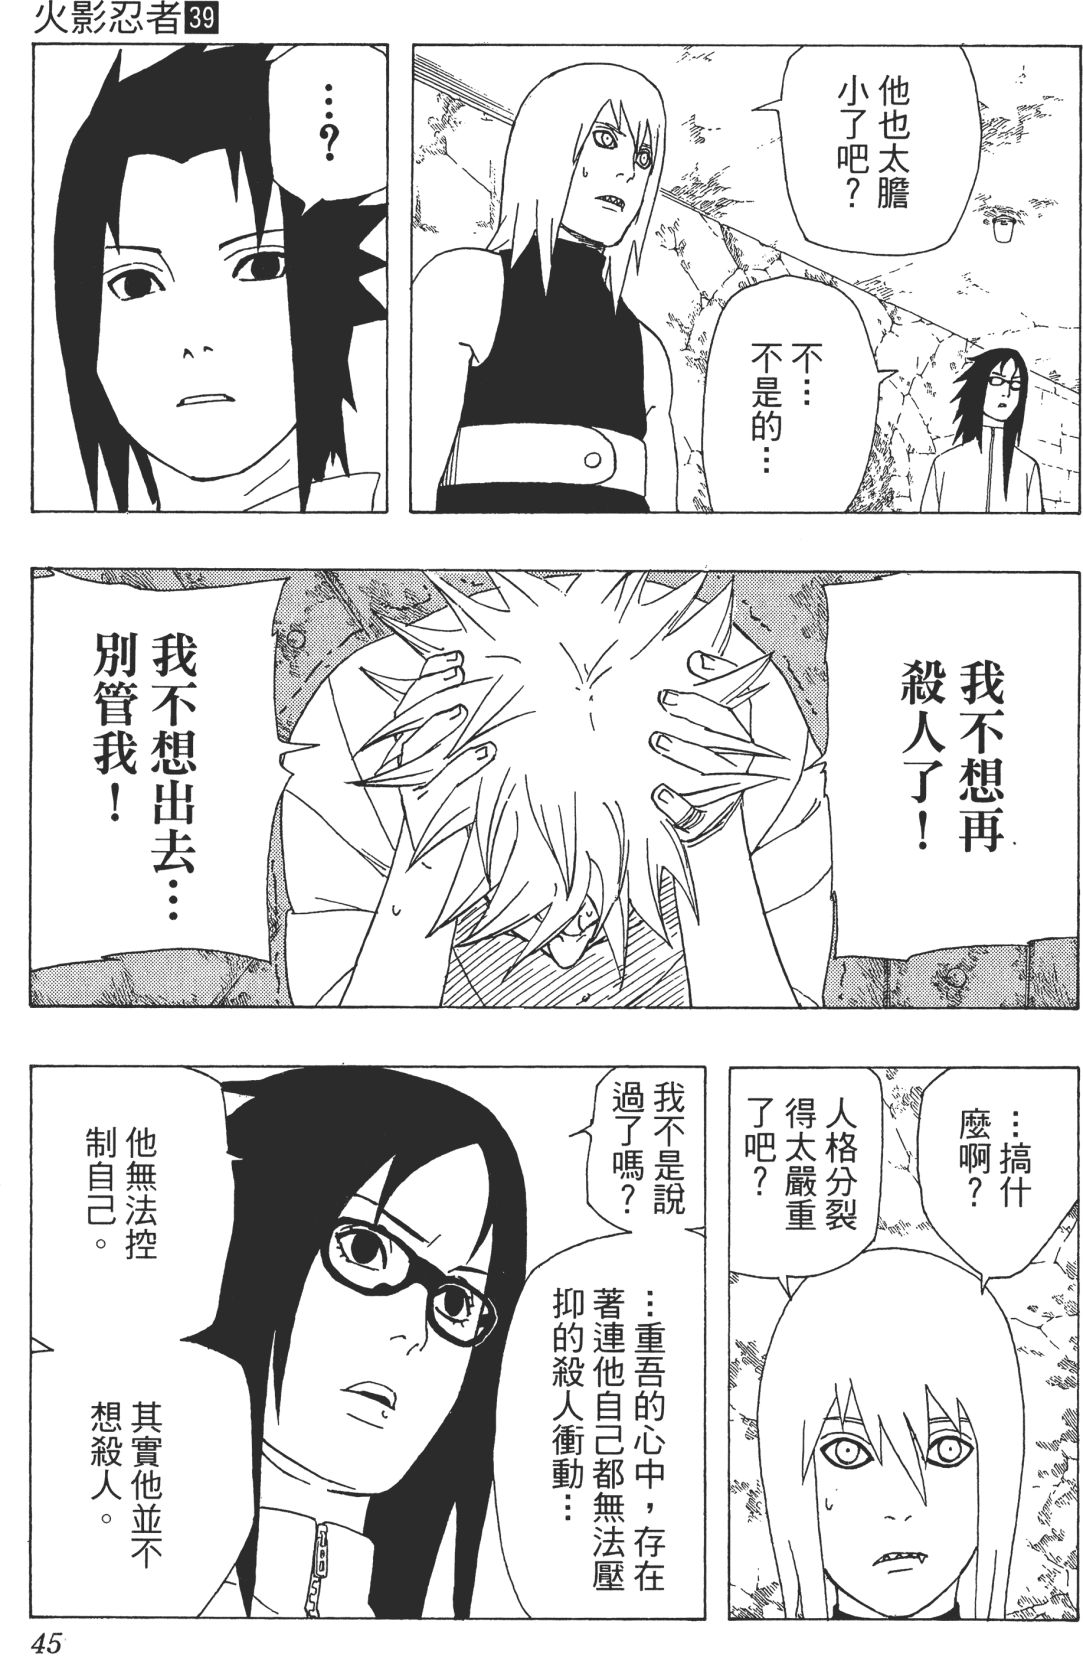 火影忍者39
他也太膽
小了吧？
不…
不是的…
…？
我不想再
殺人了！
我不想出去…
別管我！
…搞什
麼啊？
人格分裂
得太嚴重
了吧？
我不是說
過了嗎？
…重吾的心中，存在
著連他自己都無法壓
抑的殺人衝動…
他無法控
制自己。
其實他並不
想殺人。
45